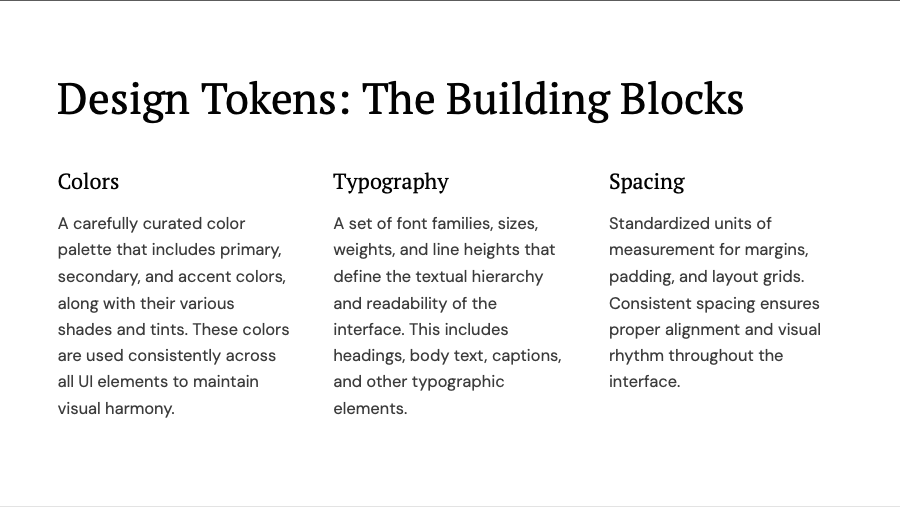 Design Tokens: The Building Blocks
Colors
A carefully curated color
palette that includes primary,
secondary, and accent colors,
along with their various
shades and tints. These colors
are used consistently across
all UI elements to maintain
visual harmony.
Typography
A set of font families, sizes,
weights, and line heights that
define the textual hierarchy
and readability of the
interface. This includes
headings, body text, captions,
and other typographic
elements.
Spacing
Standardized units of
measurement for margins,
padding, and layout grids.
Consistent spacing ensures
proper alignment and visual
rhythm throughout the
interface.